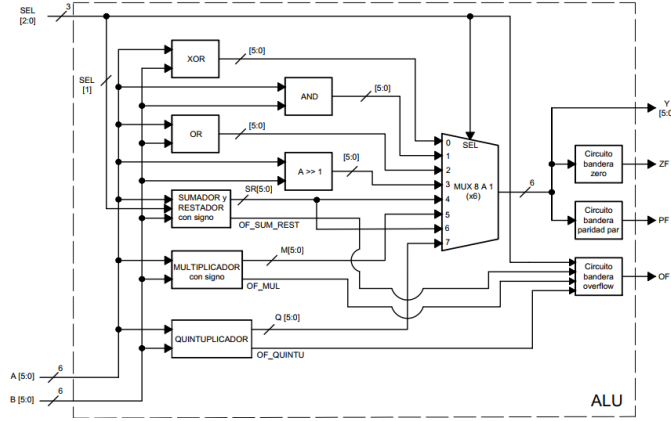 SEL
[2:0]
3
SEL
[1]
XOR
[5:0]
AND
[5:0]
OR
[5:0]
A >> 1
[5:0]
SUMADOR y
RESTADOR
con signo
SR[5:0]
OF_SUM_REST
MULTIPLICADOR
con signo
M[5:0]
OF_MUL
QUINTUPLICADOR
Q [5:0]
OF_QUINTU
0
SEL
1
2
3
MUX 8 A 1
(x6)
4
5
6
7
6
Y
[5:0]
Circuito
bandera
zero
ZF
Circuito
bandera
paridad par
PF
Circuito
bandera
overflow
OF
A [5:0]
6
B [5:0]
6
ALU